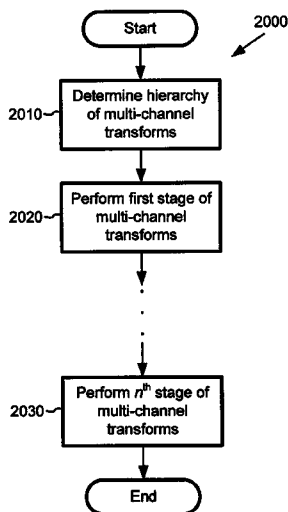 Start
2000
2010
Determine hierarchy
of multi-channel
transforms
2020
Perform first stage of
multi-channel
transforms
2030
Perform nth stage of
multi-channel
transforms
End